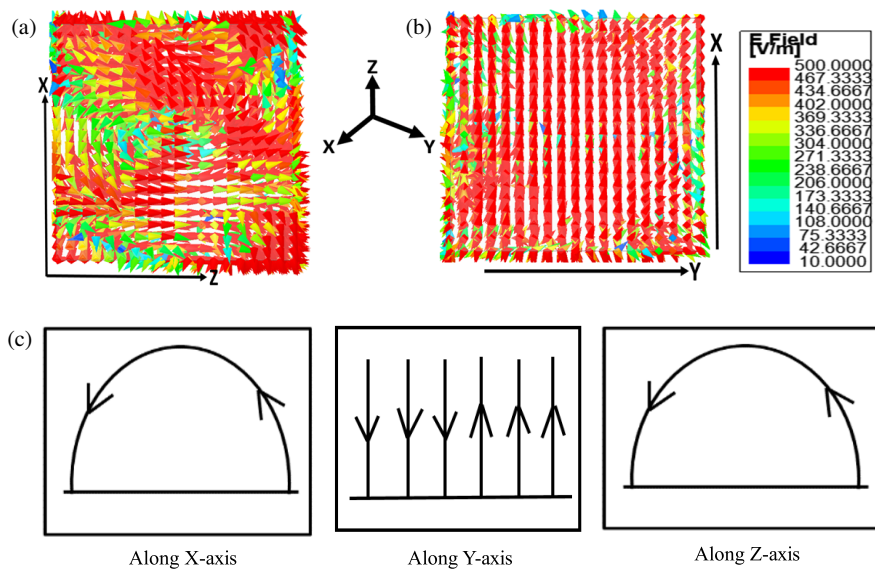 (a)
(b)
X
Z
X
Y
Z
X
Y
E Field
[V/m]
500.0000
467.3333
434.6667
402.0000
369.3333
336.6667
304.0000
271.3333
238.6667
206.0000
173.3333
140.6667
108.0000
75.3333
42.6667
10.0000
(c)
Along X-axis
Along Y-axis
Along Z-axis